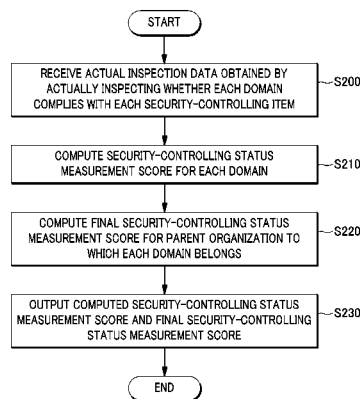 START
RECEIVE ACTUAL INSPECTION DATA OBTAINED BY
ACTUALLY INSPECTING WHETHER EACH DOMAIN
COMPLIES WITH EACH SECURITY-CONTROLLING ITEM
S200
COMPUTE SECURITY-CONTROLLING STATUS
MEASUREMENT SCORE FOR EACH DOMAIN
S210
COMPUTE FINAL SECURITY-CONTROLLING STATUS
MEASUREMENT SCORE FOR PARENT ORGANIZATION TO
WHICH EACH DOMAIN BELONGS
S220
OUTPUT COMPUTED SECURITY-CONTROLLING STATUS
MEASUREMENT SCORE AND FINAL SECURITY-CONTROLLING
STATUS MEASUREMENT SCORE
S230
END